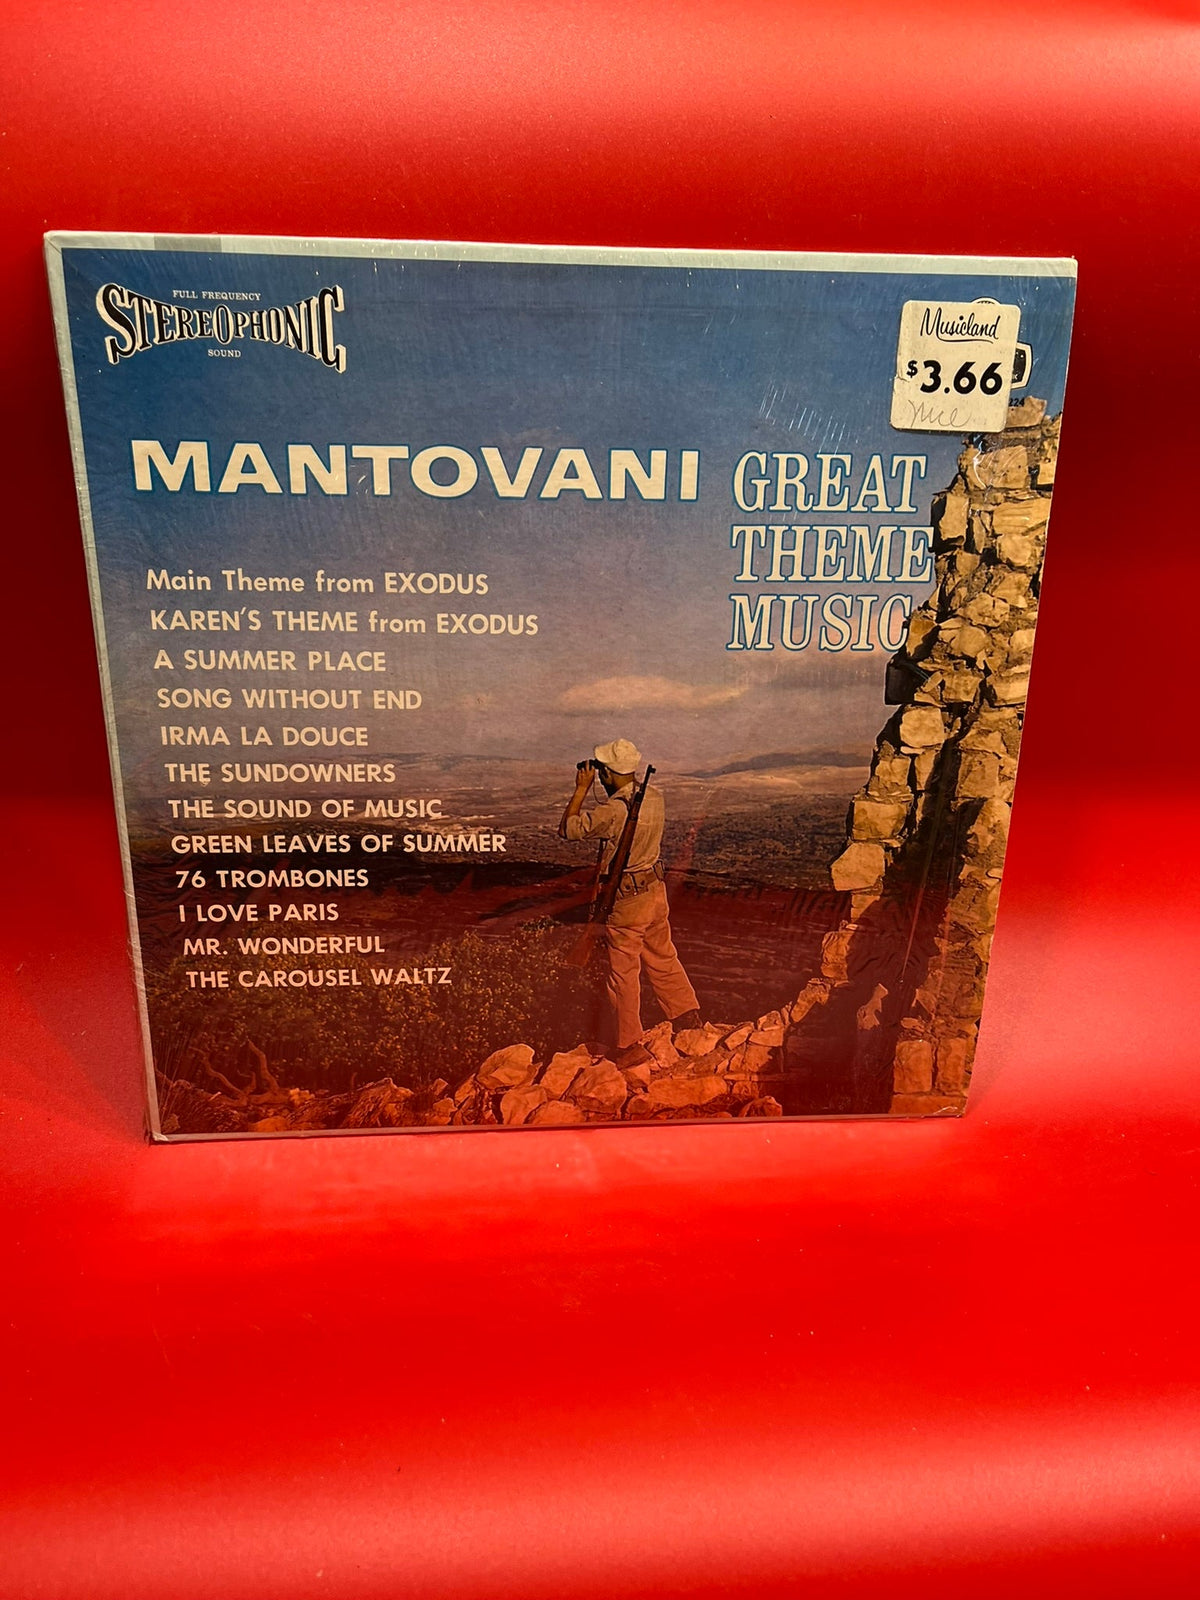 FULL FREQUENCY
STEREOPHONIC
SOUND
Musicland
$3.66
nice
224
MANTOVANI
GREAT
THEME
MUSIC
Main Theme from EXODUS
KAREN'S THEME from EXODUS
A SUMMER PLACE
SONG WITHOUT END
IRMA LA DOUCE
THE SUNDOWNERS
THE SOUND OF MUSIC
GREEN LEAVES OF SUMMER
76 TROMBONES
I LOVE PARIS
MR. WONDERFUL
THE CAROUSEL WALTZ